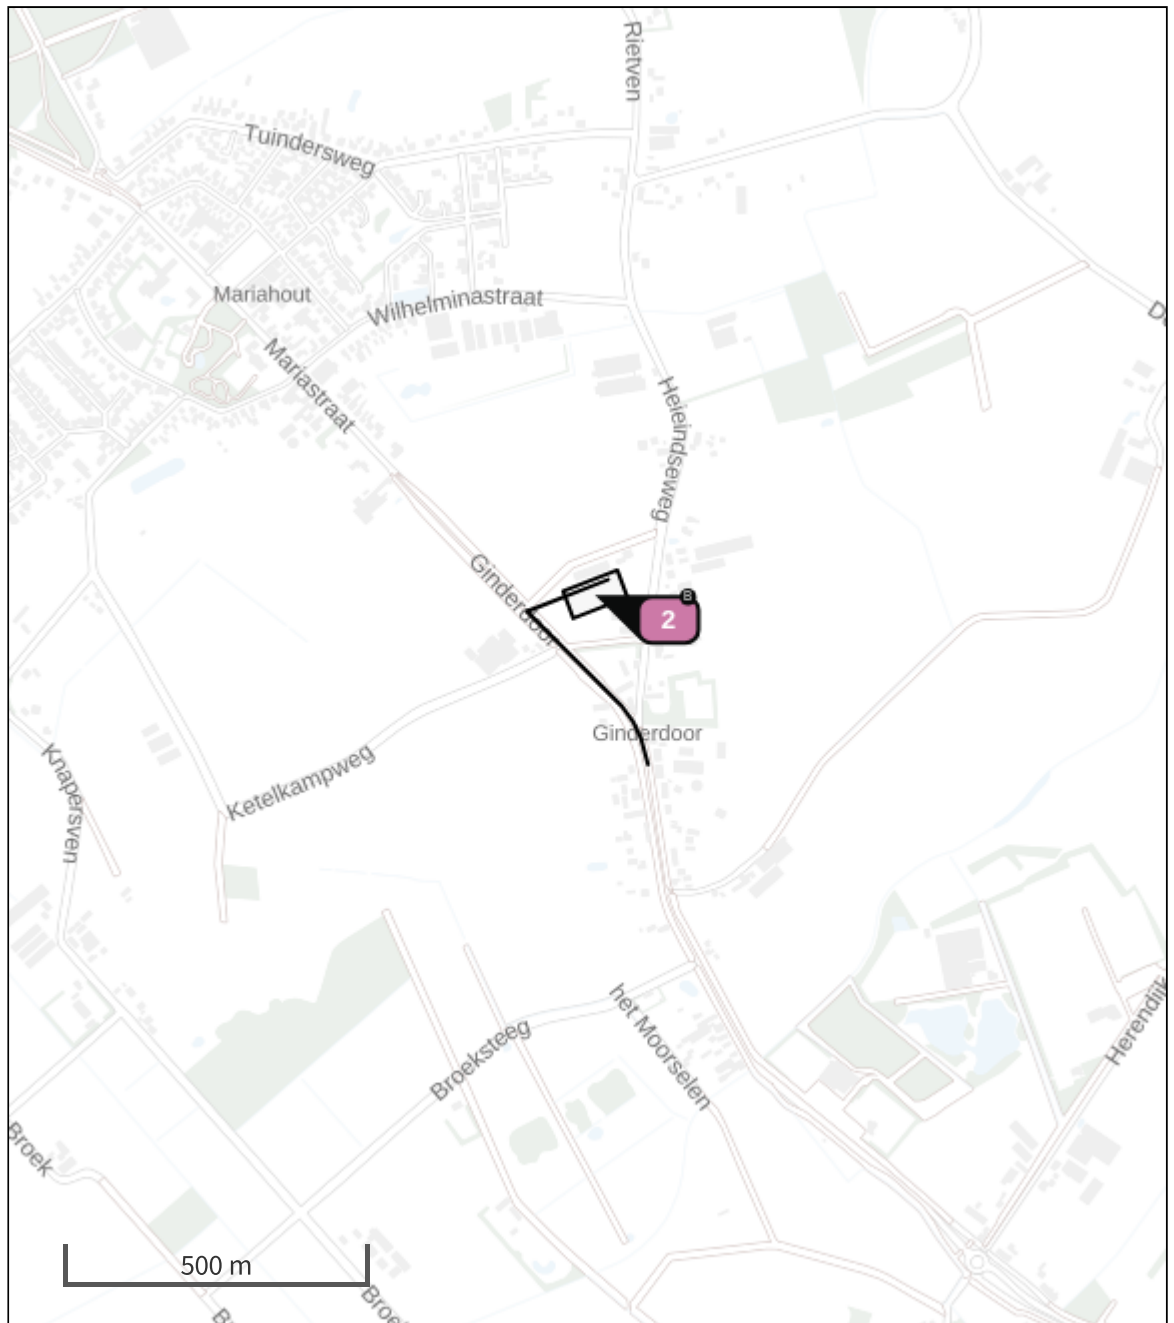 Rietven
Tuindersweg
Mariahout
Wilhelminastraat
Mariastraat
Heieindseweg
Ginderdoor
B
2
Ginderdoor
Knapersven
Ketelkampweg
het Moorselen
Broeksteeg
Herendijk
Broek
500 m